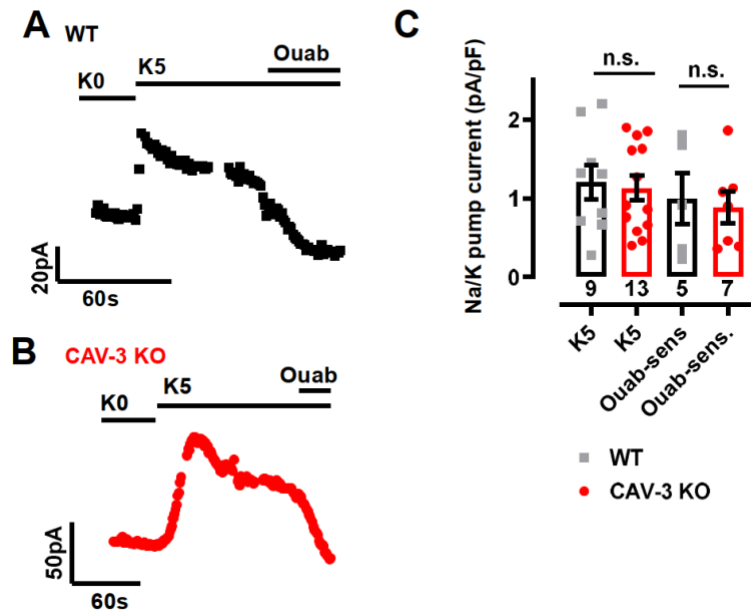 A
WT
Ouab
K5
K0
20pA
60s
B
CAV-3 KO
Ouab
K5
K0
50pA
60s
C
n.s.
n.s.
Na/K pump current (pA/pF)
2
1
0
9 13 5 7
K5
K5
Ouab-sens
Ouab-sens.
WT
CAV-3 KO